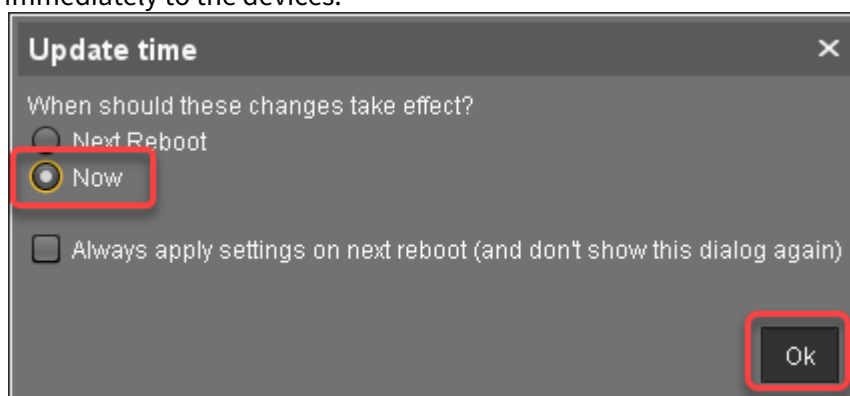 immediately to the devices.
Update time
When should these changes take effect?
Next Reboot
Now
Always apply settings on next reboot (and don't show this dialog again)
Ok